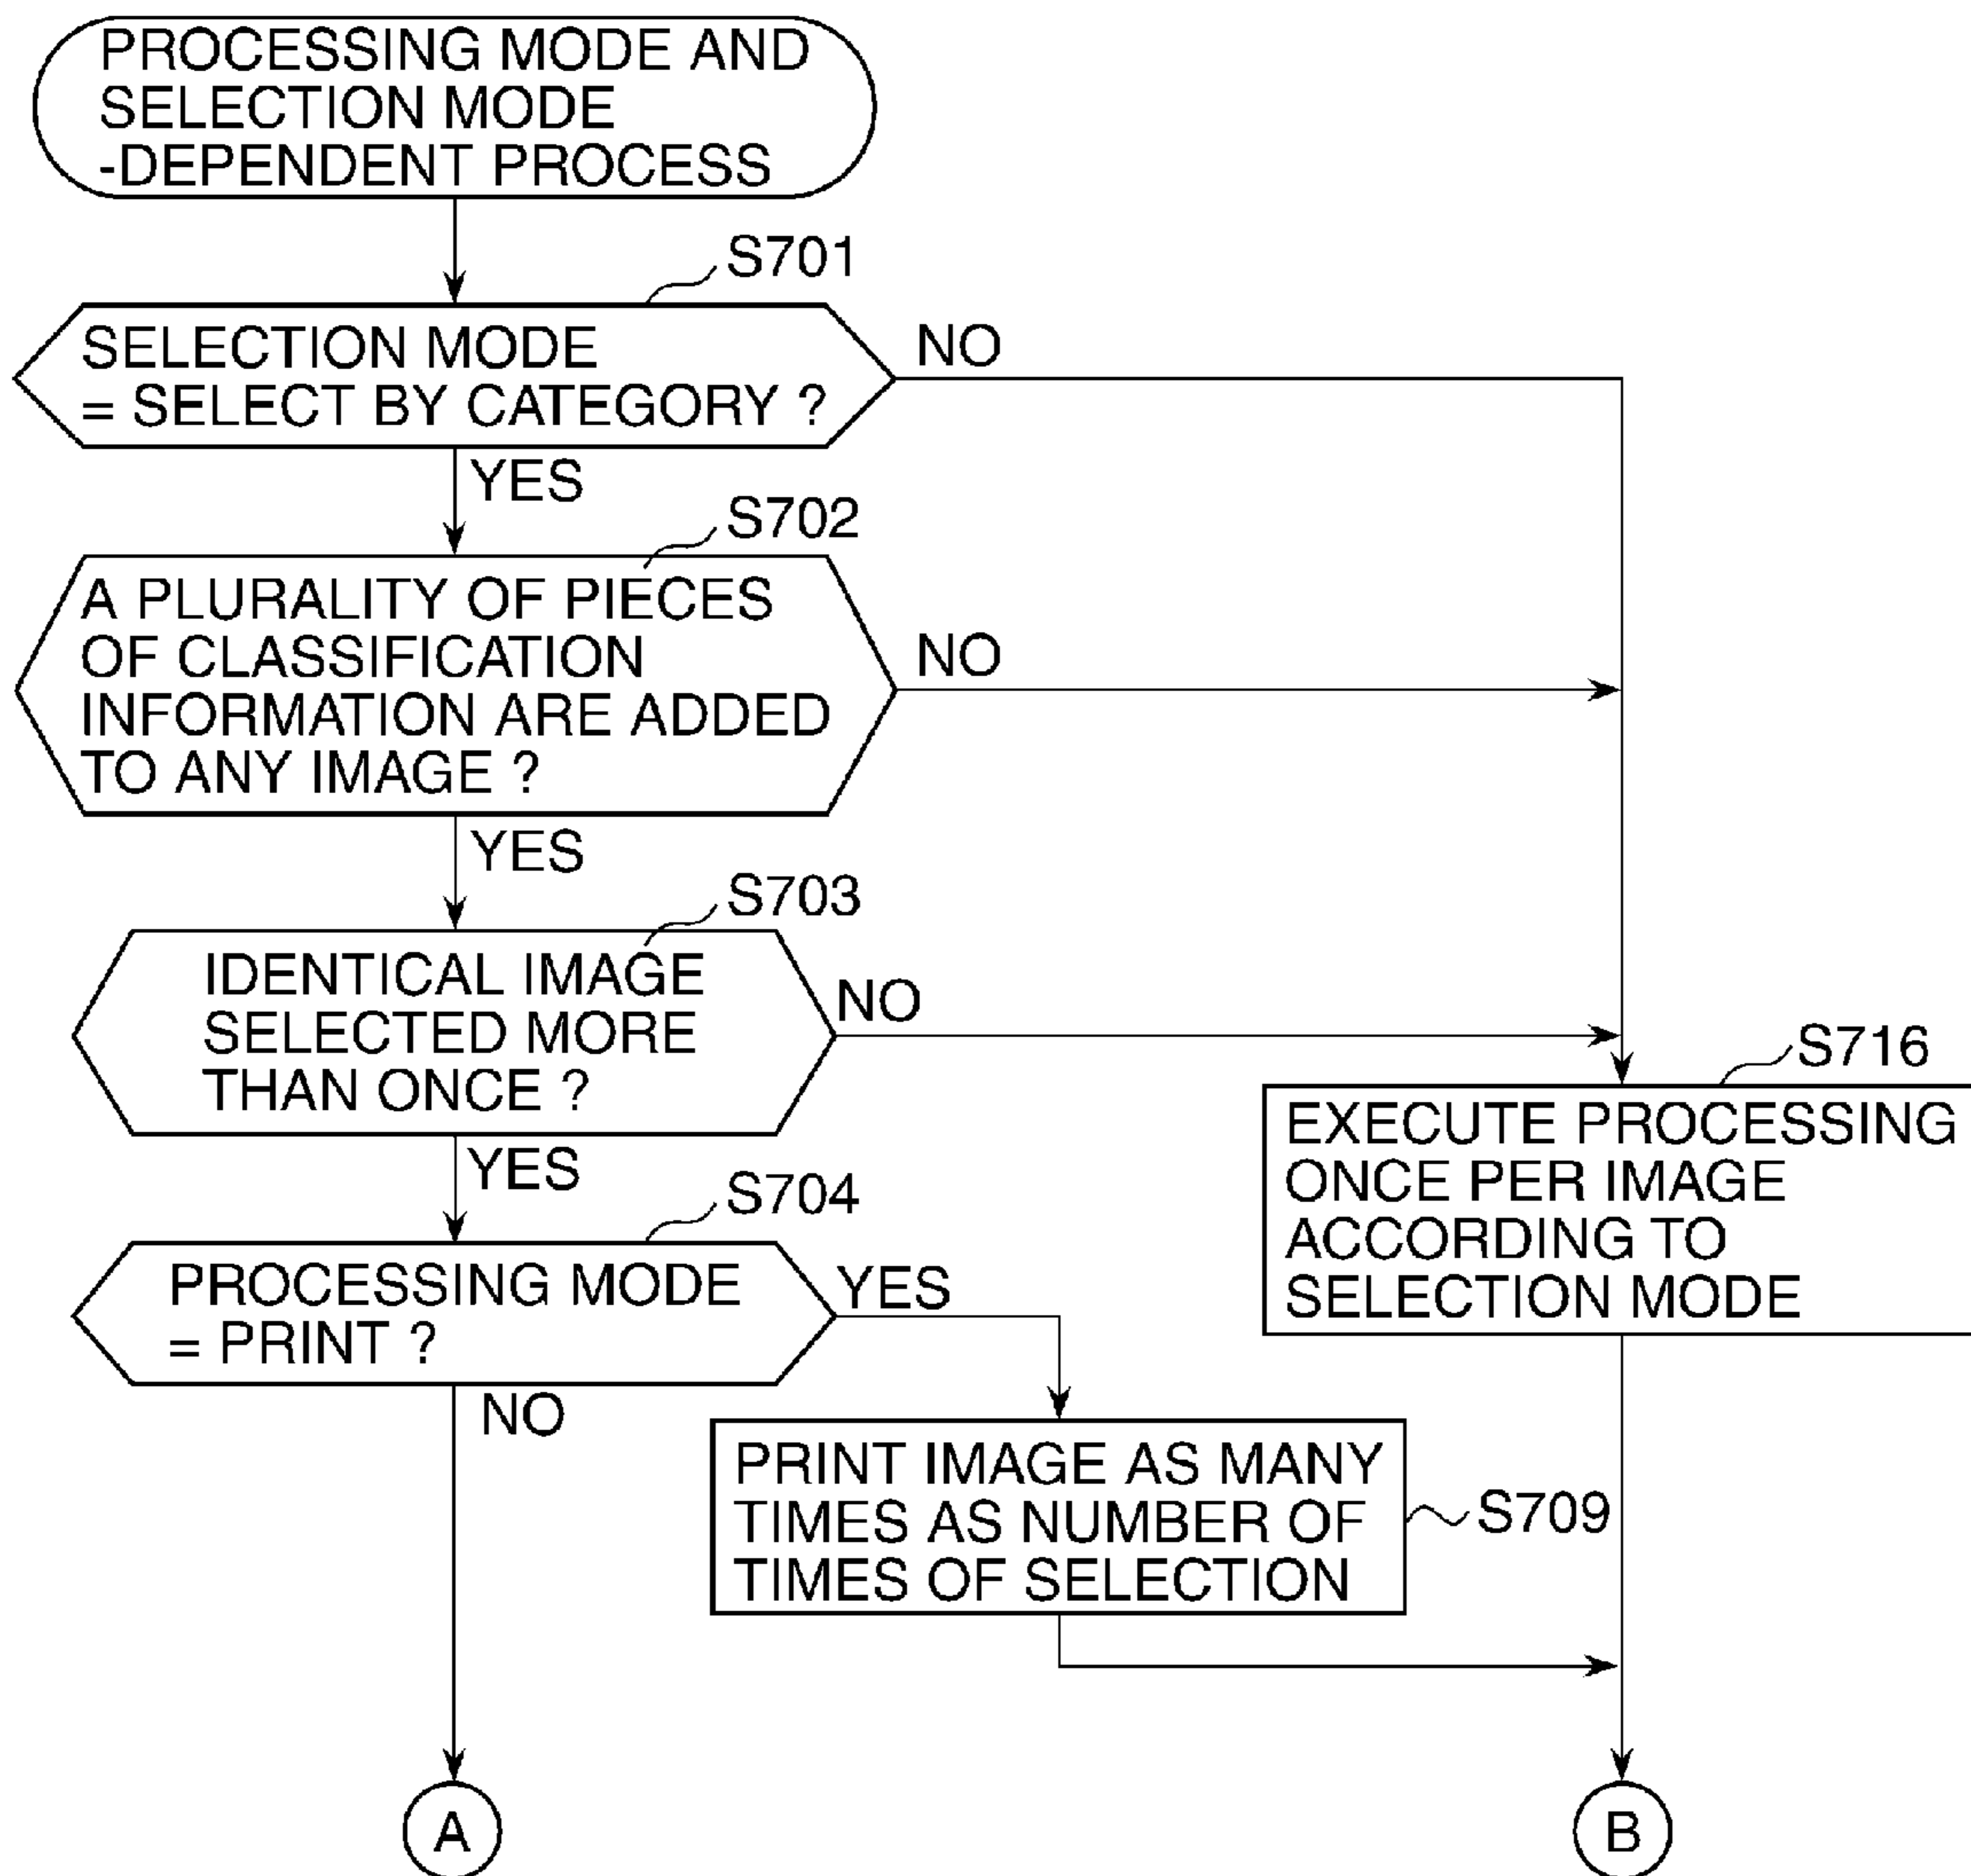 PROCESSING MODE AND
SELECTION MODE
-DEPENDENT PROCESS
S701
SELECTION MODE
= SELECT BY CATEGORY ?
NO
YES
S702
A PLURALITY OF PIECES
OF CLASSIFICATION
INFORMATION ARE ADDED
TO ANY IMAGE ?
NO
YES
S703
IDENTICAL IMAGE
SELECTED MORE
THAN ONCE ?
NO
YES
S716
EXECUTE PROCESSING
ONCE PER IMAGE
ACCORDING TO
SELECTION MODE
S704
PROCESSING MODE
= PRINT ?
YES
NO
PRINT IMAGE AS MANY
TIMES AS NUMBER OF
TIMES OF SELECTION
S709
A
B